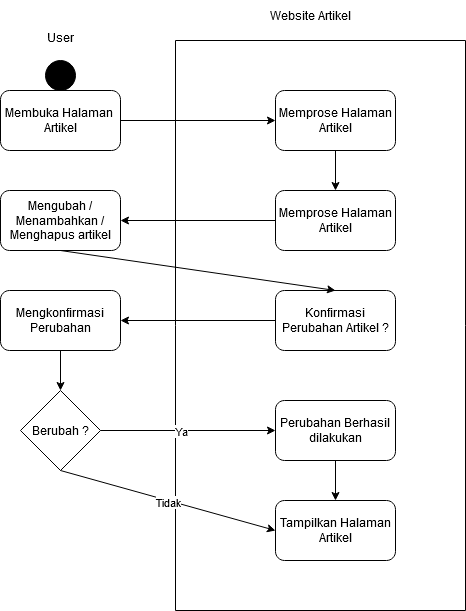 Website Artikel
User
Membuka Halaman
Artikel
Memprose Halaman
Artikel
Mengubah /
Menambahkan /
Menghapus artikel
Memprose Halaman
Artikel
Mengkonfirmasi
Perubahan
Konfirmasi
Perubahan Artikel ?
Berubah ?
Ya
Perubahan Berhasil
dilakukan
Tidak
Tampilkan Halaman
Artikel